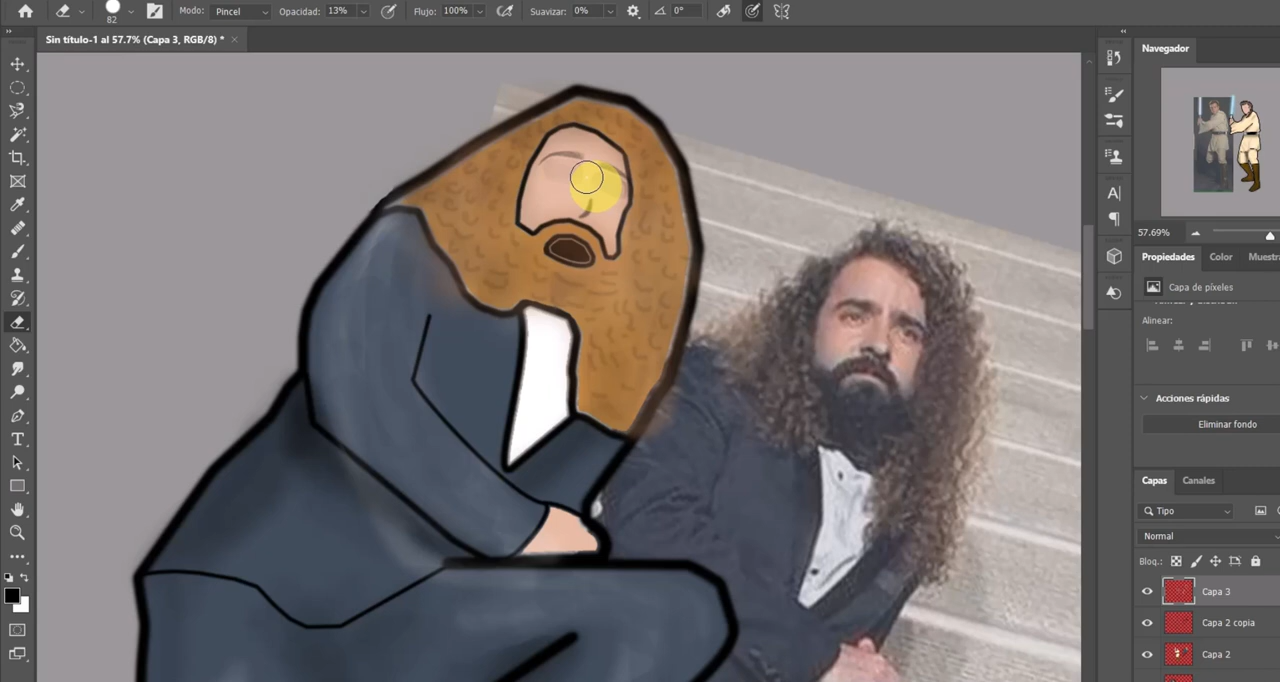 82
Modo: Pincel
Opacidad: 13%
Flujo: 100%
Suavizar: 0%
0°
Sin título-1 al 57.7% (Capa 3, RGB/8) * ×
Navegador
57.69%
Propiedades Color Muestra
Capa de píxeles
Alinear:
Acciones rápidas
Eliminar fondo
Capas Canales
Tipo
Normal
Bloq.:
Capa 3
Capa 2 copia
Capa 2